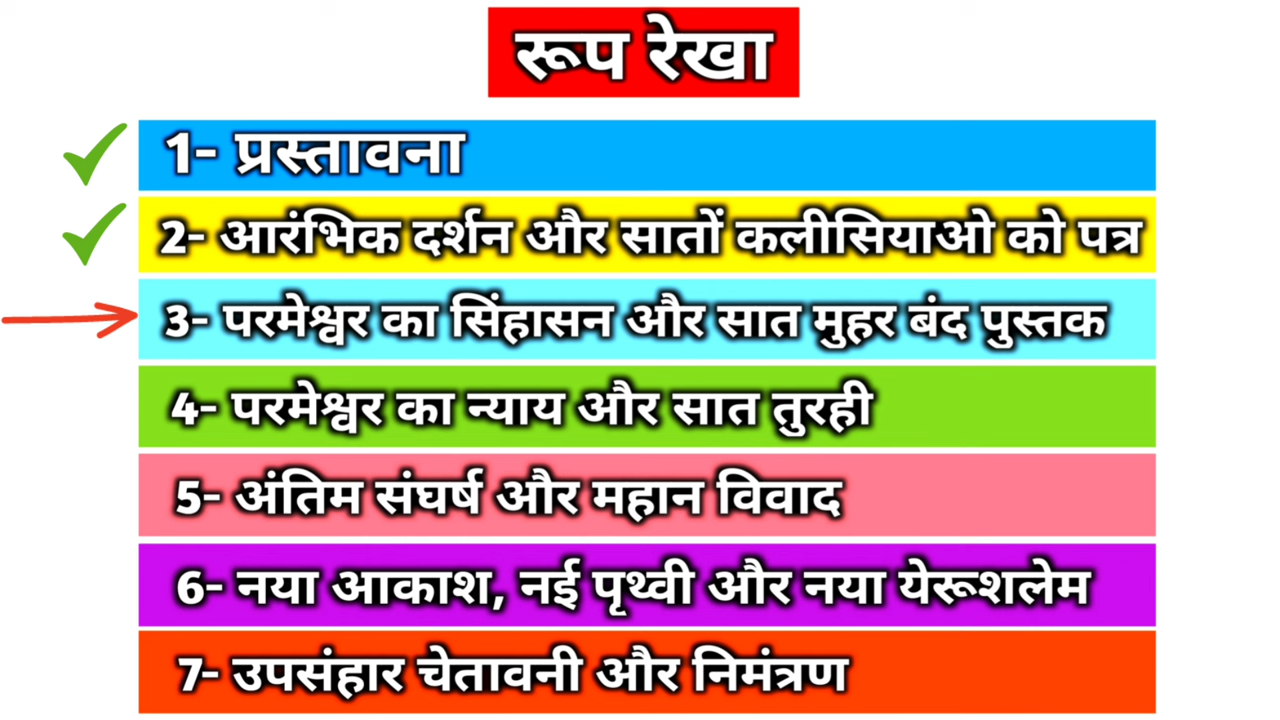 रूप रेखा
1- प्रस्तावना
2- आरंभिक दर्शन और सातों कलीसियाओ को पत्र
3- परमेश्वर का सिंहासन और सात मुहर बंद पुस्तक
4- परमेश्वर का न्याय और सात तुरही
5- अंतिम संघर्ष और महान विवाद
6- नया आकाश, नई पृथ्वी और नया येरूशलेम
7- उपसंहार चेतावनी और निमंत्रण